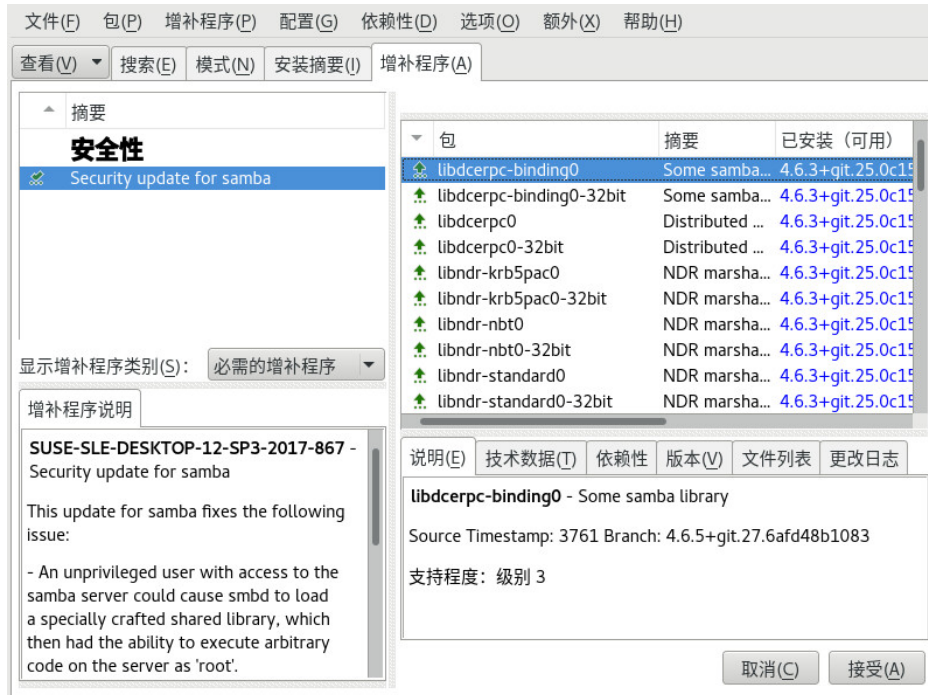 文件(F) 包(P) 增补程序(P) 配置(G) 依赖性(D) 选项(O) 额外(X) 帮助(H)
查看(V) 搜索(E) 模式(N) 安装摘要(I) 增补程序(A)
摘要
安全性
Security update for samba
显示增补程序类别(S): 必需的增补程序
增补程序说明
SUSE-SLE-DESKTOP-12-SP3-2017-867 -
Security update for samba
This update for samba fixes the following
issue:
- An unprivileged user with access to the
samba server could cause smbd to load
a specially crafted shared library, which
then had the ability to execute arbitrary
code on the server as 'root'.
包 摘要 已安装（可用）
libdcerpc-binding0 Some samba... 4.6.3+git.25.0c15
libdcerpc-binding0-32bit Some samba... 4.6.3+git.25.0c15
libdcerpc0 Distributed ... 4.6.3+git.25.0c15
libdcerpc0-32bit Distributed ... 4.6.3+git.25.0c15
libndr-krb5pac0 NDR marsha... 4.6.3+git.25.0c15
libndr-krb5pac0-32bit NDR marsha... 4.6.3+git.25.0c15
libndr-nbt0 NDR marsha... 4.6.3+git.25.0c15
libndr-nbt0-32bit NDR marsha... 4.6.3+git.25.0c15
libndr-standard0 NDR marsha... 4.6.3+git.25.0c15
libndr-standard0-32bit NDR marsha... 4.6.3+git.25.0c15
说明(E) 技术数据(T) 依赖性 版本(V) 文件列表 更改日志
libdcerpc-binding0 - Some samba library
Source Timestamp: 3761 Branch: 4.6.5+git.27.6afd48b1083
支持程度：级别 3
取消(C) 接受(A)